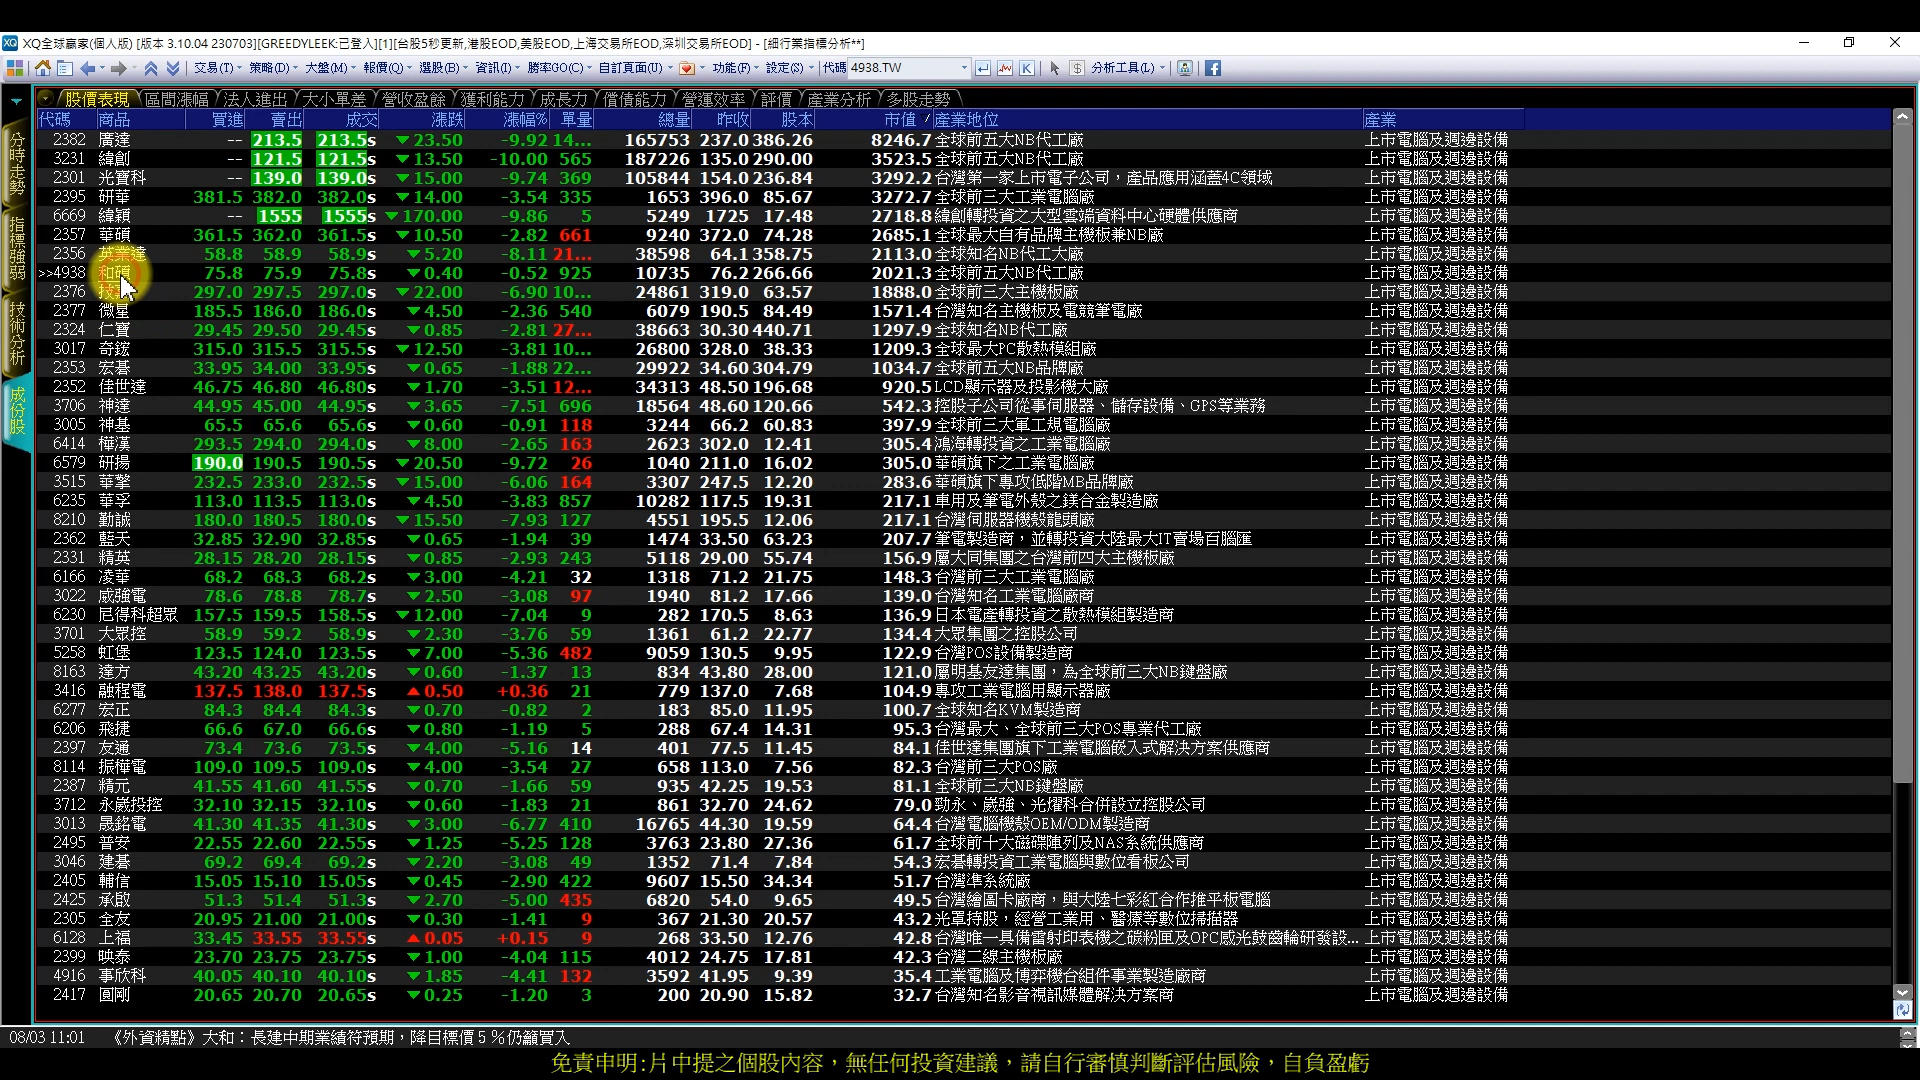 XQ全球贏家(個人版) [版本 3.10.04 230703][GREEDYLEEK:已登入][1][台股5秒更新,港股EOD,美股EOD,上海交易所EOD,深圳交易所EOD] - [細行業指標分析**]
交易(T) 策略(D) 大盤(M) 報價(Q) 選股(B) 資訊(I) 勝率GO(C) 自訂頁面(U) 功能(F) 設定(S) 代碼 4938.TW 分析工具(L)
股價表現 區間漲幅 法人進出 大小單差 營收盈餘 獲利能力 成長力 償債能力 營運效率 評價 產業分析 多股走勢
分時走勢
指標強弱
技術分析
成份股
代碼 商品 買進 賣出 成交 漲跌 漲幅% 單量 總量 昨收 股本 市值 產業地位 產業
2382 廣達 -- 213.5 213.5s ▼23.50 -9.92 14... 165753 237.0 386.26 8246.7 全球前五大NB代工廠 上市電腦及週邊設備
3231 緯創 -- 121.5 121.5s ▼13.50 -10.00 565 187226 135.0 290.00 3523.5 全球前五大NB代工廠 上市電腦及週邊設備
2301 光寶科 -- 139.0 139.0s ▼15.00 -9.74 369 105844 154.0 236.84 3292.2 台灣第一家上市電子公司，產品應用涵蓋4C領域 上市電腦及週邊設備
2395 研華 381.5 382.0 382.0s ▼14.00 -3.54 335 1653 396.0 85.67 3272.7 全球前三大工業電腦廠 上市電腦及週邊設備
6669 緯穎 -- 1555 1555s ▼170.00 -9.86 5 5249 1725 17.48 2718.8 緯創轉投資之大型雲端資料中心硬體供應商 上市電腦及週邊設備
2357 華碩 361.5 362.0 361.5s ▼10.50 -2.82 661 9240 372.0 74.28 2685.1 全球最大自有品牌主機板兼NB廠 上市電腦及週邊設備
2356 英業達 58.8 58.9 58.9s ▼5.20 -8.11 21... 38598 64.1 358.75 2113.0 全球知名NB代工大廠 上市電腦及週邊設備
>>4938 和碩 75.8 75.9 75.8s ▼0.40 -0.52 925 10735 76.2 266.66 2021.3 全球前五大NB代工廠 上市電腦及週邊設備
2376 技嘉 297.0 297.5 297.0s ▼22.00 -6.90 10... 24861 319.0 63.57 1888.0 全球前三大主機板廠 上市電腦及週邊設備
2377 微星 185.5 186.0 186.0s ▼4.50 -2.36 540 6079 190.5 84.49 1571.4 台灣知名主機板及電競筆電廠 上市電腦及週邊設備
2324 仁寶 29.45 29.50 29.45s ▼0.85 -2.81 27... 38663 30.30 440.71 1297.9 全球知名NB代工廠 上市電腦及週邊設備
3017 奇鋐 315.0 315.5 315.5s ▼12.50 -3.81 10... 26800 328.0 38.33 1209.3 全球最大PC散熱模組廠 上市電腦及週邊設備
2353 宏碁 33.95 34.00 33.95s ▼0.65 -1.88 22... 29922 34.60 304.79 1034.7 全球前五大NB品牌廠 上市電腦及週邊設備
2352 佳世達 46.75 46.80 46.80s ▼1.70 -3.51 12... 34313 48.50 196.68 920.5 LCD顯示器及投影機大廠 上市電腦及週邊設備
3706 神達 44.95 45.00 44.95s ▼3.65 -7.51 696 18564 48.60 120.66 542.3 控股子公司從事伺服器、儲存設備、GPS等業務 上市電腦及週邊設備
3005 神基 65.5 65.6 65.6s ▼0.60 -0.91 118 3244 66.2 60.83 397.9 全球前三大軍工規電腦廠 上市電腦及週邊設備
6414 樺漢 293.5 294.0 294.0s ▼8.00 -2.65 163 2623 302.0 12.41 305.4 鴻海轉投資之工業電腦廠 上市電腦及週邊設備
6579 研揚 190.0 190.5 190.5s ▼20.50 -9.72 26 1040 211.0 16.02 305.0 華碩旗下之工業電腦廠 上市電腦及週邊設備
3515 華擎 232.5 233.0 232.5s ▼15.00 -6.06 164 3307 247.5 12.20 283.6 華碩旗下專攻低階MB品牌廠 上市電腦及週邊設備
6235 華孚 113.0 113.5 113.0s ▼4.50 -3.83 857 10282 117.5 19.31 217.1 車用及筆電外殼之鎂合金製造廠 上市電腦及週邊設備
8210 勤誠 180.0 180.5 180.0s ▼15.50 -7.93 127 4551 195.5 12.06 217.1 台灣伺服器機殼龍頭廠 上市電腦及週邊設備
2362 藍天 32.85 32.90 32.85s ▼0.65 -1.94 39 1474 33.50 63.23 207.7 筆電製造商，並轉投資大陸最大IT賣場百腦匯 上市電腦及週邊設備
2331 精英 28.15 28.20 28.15s ▼0.85 -2.93 243 5118 29.00 55.74 156.9 屬大同集團之台灣前四大主機板廠 上市電腦及週邊設備
6166 凌華 68.2 68.3 68.2s ▼3.00 -4.21 32 1318 71.2 21.75 148.3 台灣前三大工業電腦廠 上市電腦及週邊設備
3022 威強電 78.6 78.8 78.7s ▼2.50 -3.08 97 1940 81.2 17.66 139.0 台灣知名工業電腦廠商 上市電腦及週邊設備
6230 尼得科超眾 157.5 159.5 158.5s ▼12.00 -7.04 9 282 170.5 8.63 136.9 日本電產轉投資之散熱模組製造商 上市電腦及週邊設備
3701 大眾控 58.9 59.2 58.9s ▼2.30 -3.76 59 1361 61.2 22.77 134.4 大眾集團之控股公司 上市電腦及週邊設備
5258 虹堡 123.5 124.0 123.5s ▼7.00 -5.36 482 9059 130.5 9.95 122.9 台灣POS設備製造商 上市電腦及週邊設備
8163 達方 43.20 43.25 43.20s ▼0.60 -1.37 13 834 43.80 28.00 121.0 屬明基友達集團，為全球前三大NB鍵盤廠 上市電腦及週邊設備
3416 融程電 137.5 138.0 137.5s ▲0.50 +0.36 21 779 137.0 7.68 104.9 專攻工業電腦用顯示器廠 上市電腦及週邊設備
6277 宏正 84.3 84.4 84.3s ▼0.70 -0.82 2 183 85.0 11.95 100.7 全球知名KVM製造商 上市電腦及週邊設備
6206 飛捷 66.6 67.0 66.6s ▼0.80 -1.19 5 288 67.4 14.31 95.3 台灣最大、全球前三大POS專業代工廠 上市電腦及週邊設備
2397 友通 73.4 73.6 73.5s ▼4.00 -5.16 14 401 77.5 11.45 84.1 佳世達集團旗下工業電腦嵌入式解決方案供應商 上市電腦及週邊設備
8114 振樺電 109.0 109.5 109.0s ▼4.00 -3.54 27 658 113.0 7.56 82.3 台灣前三大POS廠 上市電腦及週邊設備
2387 精元 41.55 41.60 41.55s ▼0.70 -1.66 59 935 42.25 19.53 81.1 全球前三大NB鍵盤廠 上市電腦及週邊設備
3712 永崴投控 32.10 32.15 32.10s ▼0.60 -1.83 21 861 32.70 24.62 79.0 勁永、崴強、光燿科合併設立控股公司 上市電腦及週邊設備
3013 晟銘電 41.30 41.35 41.30s ▼3.00 -6.77 410 16765 44.30 19.59 64.4 台灣電腦機殼OEM/ODM製造商 上市電腦及週邊設備
2495 普安 22.55 22.60 22.55s ▼1.25 -5.25 128 3763 23.80 27.36 61.7 全球前十大磁碟陣列及NAS系統供應商 上市電腦及週邊設備
3046 建碁 69.2 69.4 69.2s ▼2.20 -3.08 49 1352 71.4 7.84 54.3 宏碁轉投資工業電腦與數位看板公司 上市電腦及週邊設備
2405 輔信 15.05 15.10 15.05s ▼0.45 -2.90 422 9607 15.50 34.34 51.7 台灣準系統廠 上市電腦及週邊設備
2425 承啟 51.3 51.4 51.3s ▼2.70 -5.00 435 6820 54.0 9.65 49.5 台灣繪圖卡廠商，與大陸七彩虹合作推平板電腦 上市電腦及週邊設備
2305 全友 20.95 21.00 21.00s ▼0.30 -1.41 9 367 21.30 20.57 43.2 光罩持股，經營工業用、醫療等數位掃描器 上市電腦及週邊設備
6128 上福 33.45 33.55 33.55s ▲0.05 +0.15 9 268 33.50 12.76 42.8 台灣唯一具備雷射印表機之碳粉匣及OPC感光鼓齒輪研發設... 上市電腦及週邊設備
2399 映泰 23.70 23.75 23.75s ▼1.00 -4.04 115 4012 24.75 17.81 42.3 台灣二線主機板廠 上市電腦及週邊設備
4916 事欣科 40.05 40.10 40.10s ▼1.85 -4.41 132 3592 41.95 9.39 35.4 工業電腦及博弈機台組件事業製造廠商 上市電腦及週邊設備
2417 圓剛 20.65 20.70 20.65s ▼0.25 -1.20 3 200 20.90 15.82 32.7 台灣知名影音視訊媒體解決方案商 上市電腦及週邊設備
08/03 11:01 《外資精點》大和：長建中期業績符預期，降目標價５％仍籲買入
免責申明:片中提之個股內容，無任何投資建議，請自行審慎判斷評估風險，自負盈虧